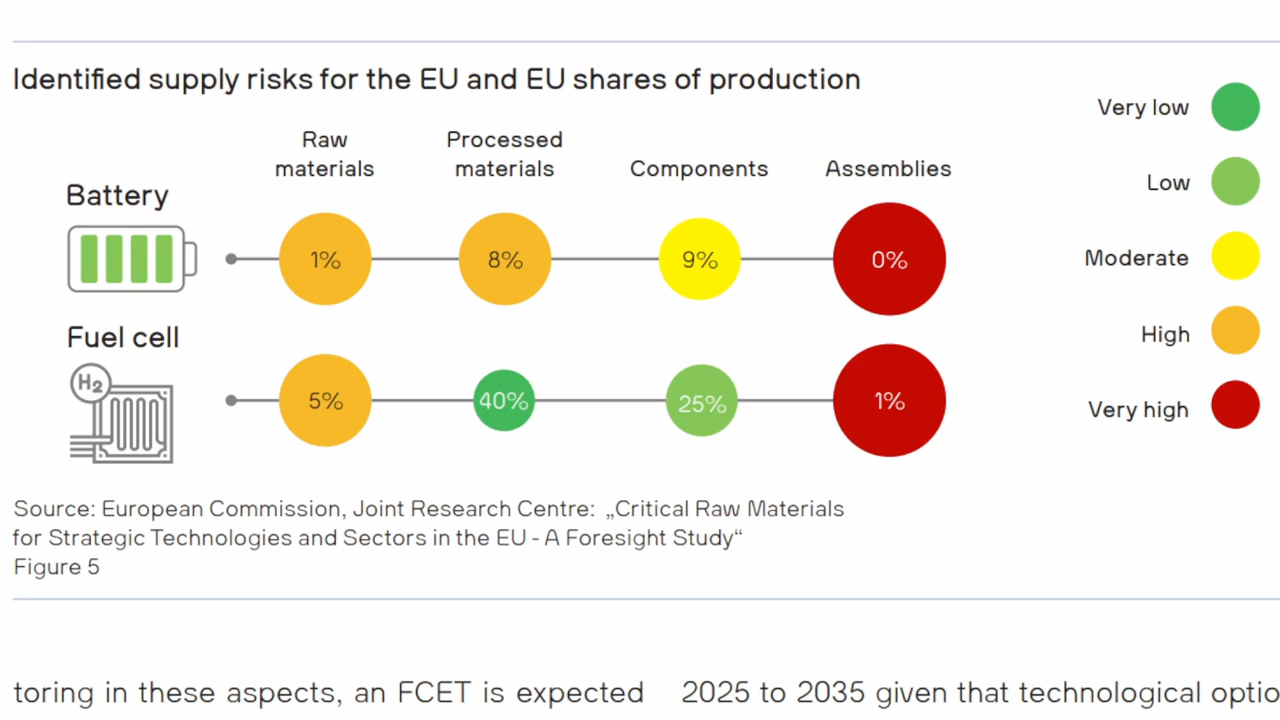 Identified supply risks for the EU and EU shares of production
Raw
materials
Processed
materials
Components
Assemblies
Battery
1%
8%
9%
0%
Fuel cell
H2
5%
40%
25%
1%
Very low
Low
Moderate
High
Very high
Source: European Commission, Joint Research Centre: „Critical Raw Materials
for Strategic Technologies and Sectors in the EU - A Foresight Study“
Figure 5
toring in these aspects, an FCET is expected
2025 to 2035 given that technological optio